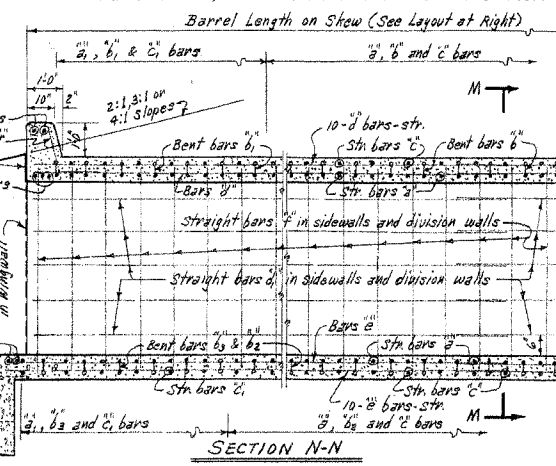 Barrel Length on Skew (See Layout at Right)
"a₁", "b₁" & "c₁" bars
"a", "b" and "c" bars
1'-0"
10"
2"
2:1, 3:1 or
4:1 slopes
M
1'-0"
Bent bars "b₁"
10-"d" bars-str.
Str. bars "c"
Bent bars "b"
Bars "d"
Str. bars "a"
Straight bars "f" in sidewalls and division walls
Straight bars "d₁" in sidewalls and division walls
in wingwall
Bent bars "b₃" & "b₂"
Bars "e"
Str. bars "a"
6"
Str. bars "c₁"
Str. bars "c"
10-"e" bars-str.
M
"a₁", "b₃" and "c₁" bars
"a", "b₂" and "c" bars
SECTION N-N